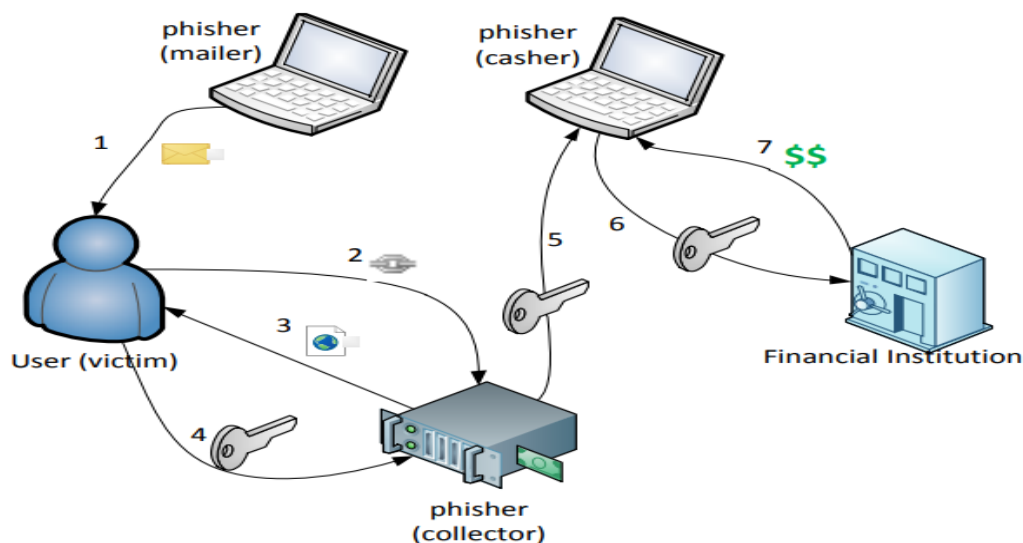 phisher
(mailer)
phisher
(casher)
1
7 $$
6
2
5
3
User (victim)
Financial Institution
4
phisher
(collector)